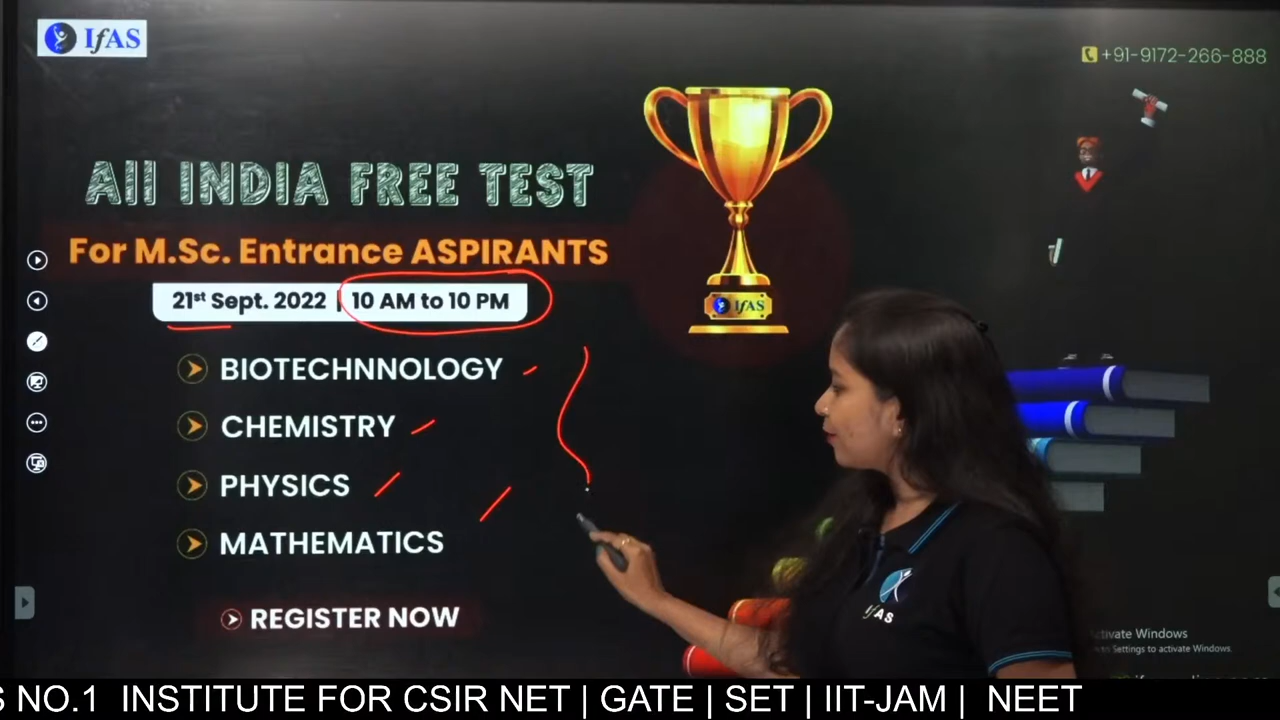 IfAS
+91-9172-266-888
All INDIA FREE TEST
For M.Sc. Entrance ASPIRANTS
21st Sept. 2022 | 10 AM to 10 PM
IfAS
BIOTECHNNOLOGY
CHEMISTRY
PHYSICS
MATHEMATICS
REGISTER NOW
IfAS
Activate Windows
Settings to activate Windows.
NO.1 INSTITUTE FOR CSIR NET | GATE | SET | IIT-JAM | NEET